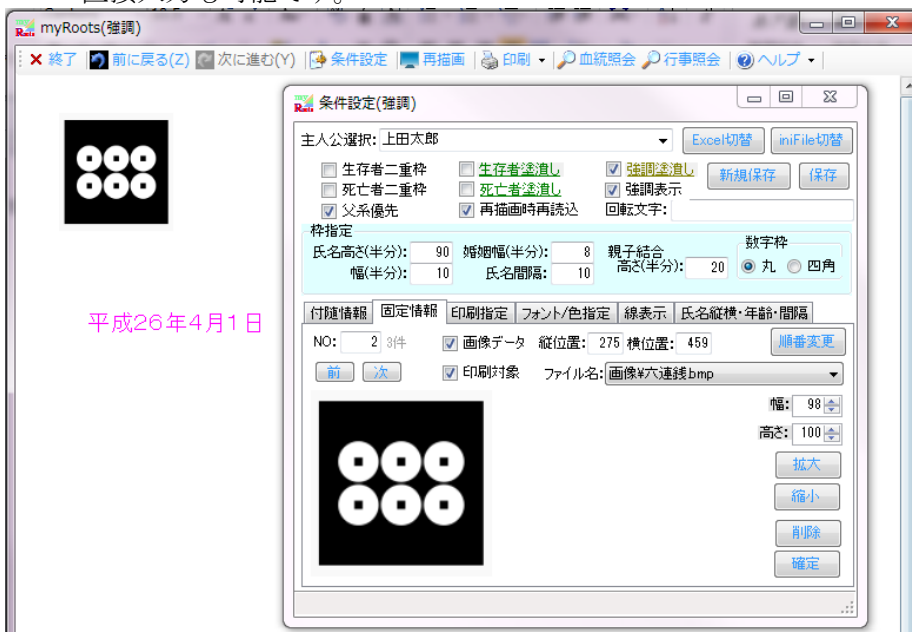 直接入力も可能です。
myRoots(強調)
終了 前に戻る(Z) 次に進む(Y) 条件設定 再描画 印刷 血統照会 行事照会 ヘルプ
条件設定(強調)
主人公選択: 上田太郎 Excel切替 iniFile切替
生存者二重枠 生存者塗潰し 強調塗潰し 新規保存 保存
死亡者二重枠 死亡者塗潰し 強調表示
父系優先 再描画時再読込 回転文字:
枠指定
氏名高さ(半分): 90 婚姻幅(半分): 8 親子結合 高さ(半分): 20 数字枠 丸 四角
幅(半分): 10 氏名間隔: 10
平成26年4月1日
付随情報 固定情報 印刷指定 フォント/色指定 線表示 氏名縦横・年齢・間隔
NO: 2 3件 画像データ 縦位置: 275 横位置: 459 順番変更
前 次 印刷対象 ファイル名: 画像¥六連銭.bmp
幅: 98
高さ: 100
拡大
縮小
削除
確定